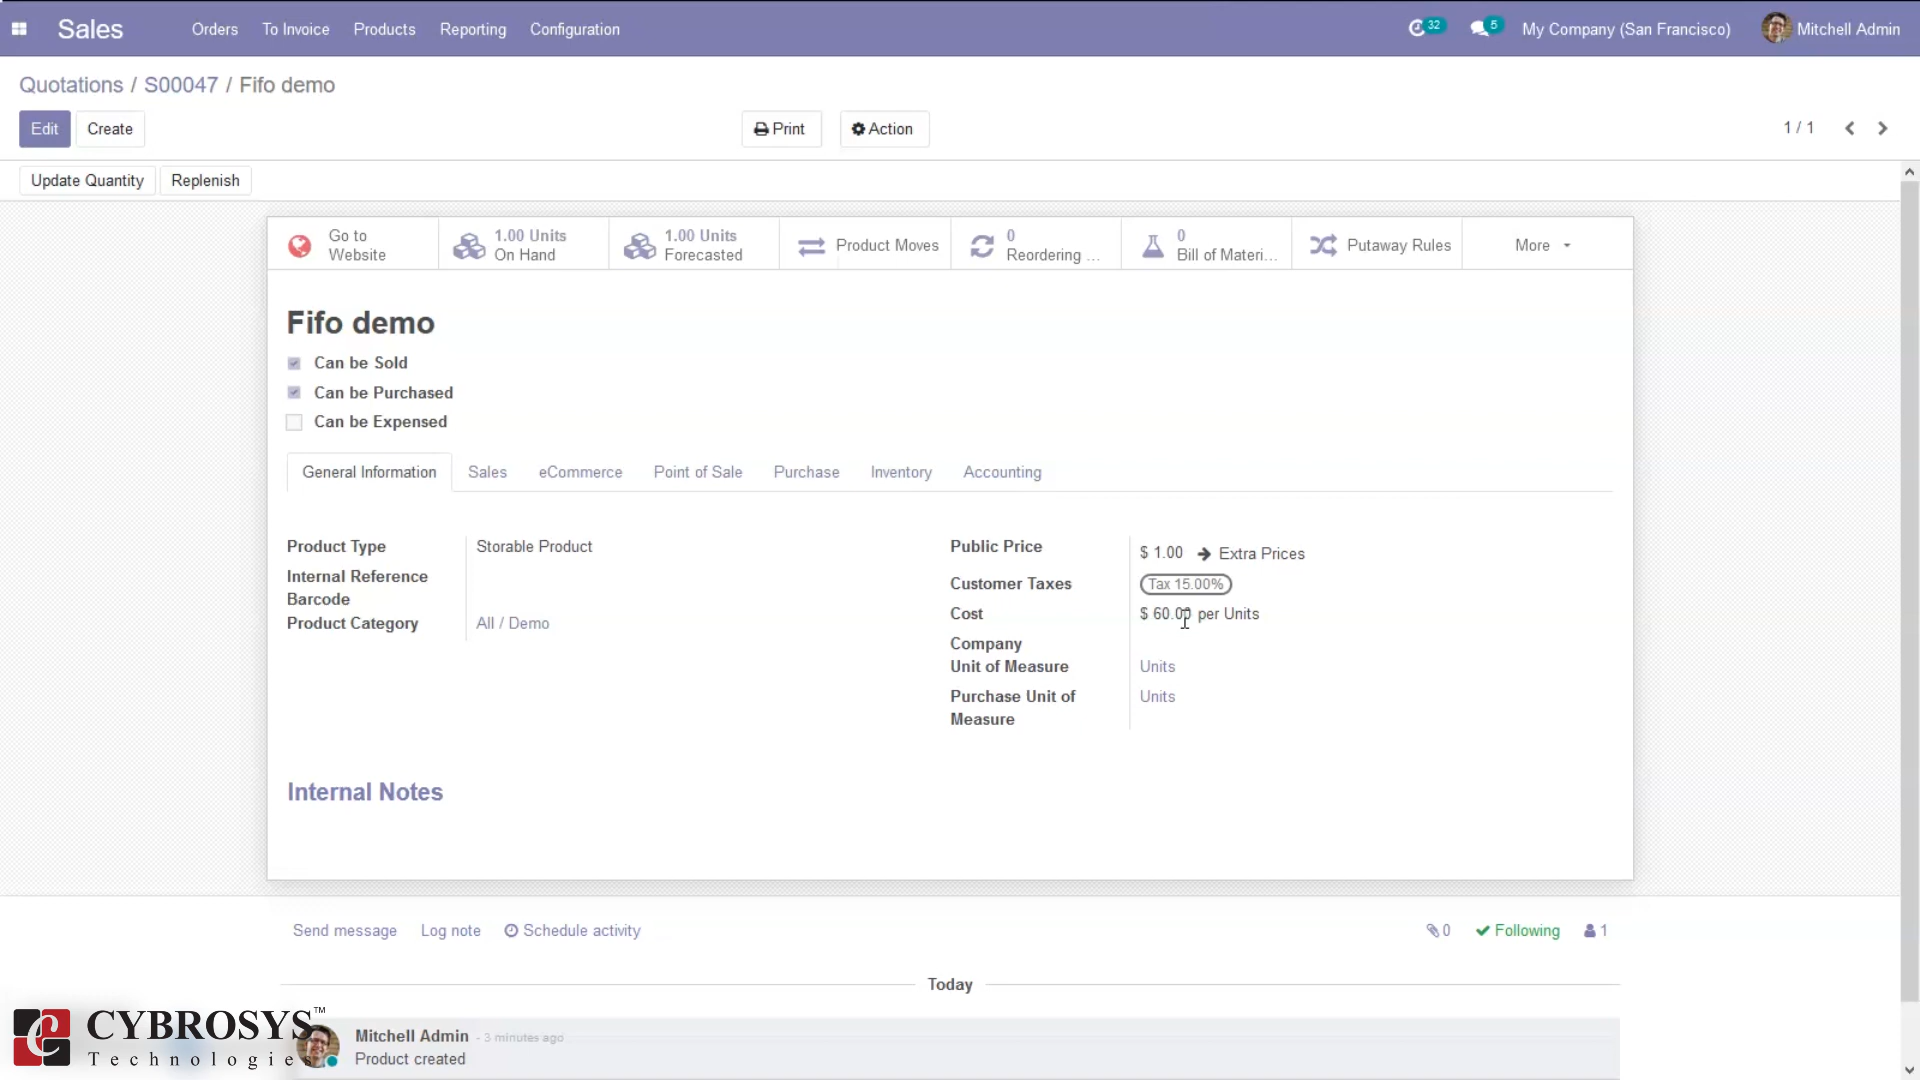 Sales Orders To Invoice Products Reporting Configuration 32 5 My Company (San Francisco) Mitchell Admin
Quotations / S00047 / Fifo demo
Edit Create Print Action 1 / 1
Update Quantity Replenish
Go to Website
1.00 Units On Hand
1.00 Units Forecasted
Product Moves
0 Reordering ...
0 Bill of Materi...
Putaway Rules
More
Fifo demo
Can be Sold
Can be Purchased
Can be Expensed
General Information Sales eCommerce Point of Sale Purchase Inventory Accounting
Product Type Storable Product
Internal Reference
Barcode
Product Category All / Demo
Public Price $ 1.00 Extra Prices
Customer Taxes Tax 15.00%
Cost $ 60.00 per Units
Company
Unit of Measure Units
Purchase Unit of Measure Units
Internal Notes
Send message Log note Schedule activity 0 Following 1
Today
Mitchell Admin - 3 minutes ago
Product created
CYBROSYS™
Technologies